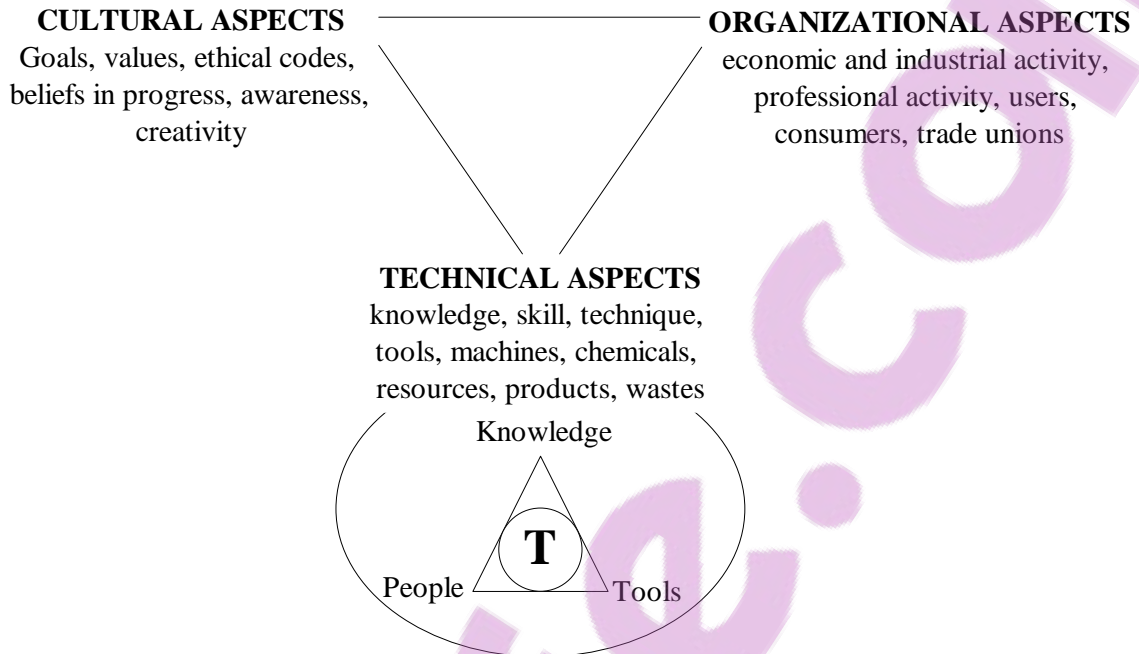 CULTURAL ASPECTS
Goals, values, ethical codes,
beliefs in progress, awareness,
creativity
ORGANIZATIONAL ASPECTS
economic and industrial activity,
professional activity, users,
consumers, trade unions
TECHNICAL ASPECTS
knowledge, skill, technique,
tools, machines, chemicals,
resources, products, wastes
Knowledge
T
People
Tools
e.com